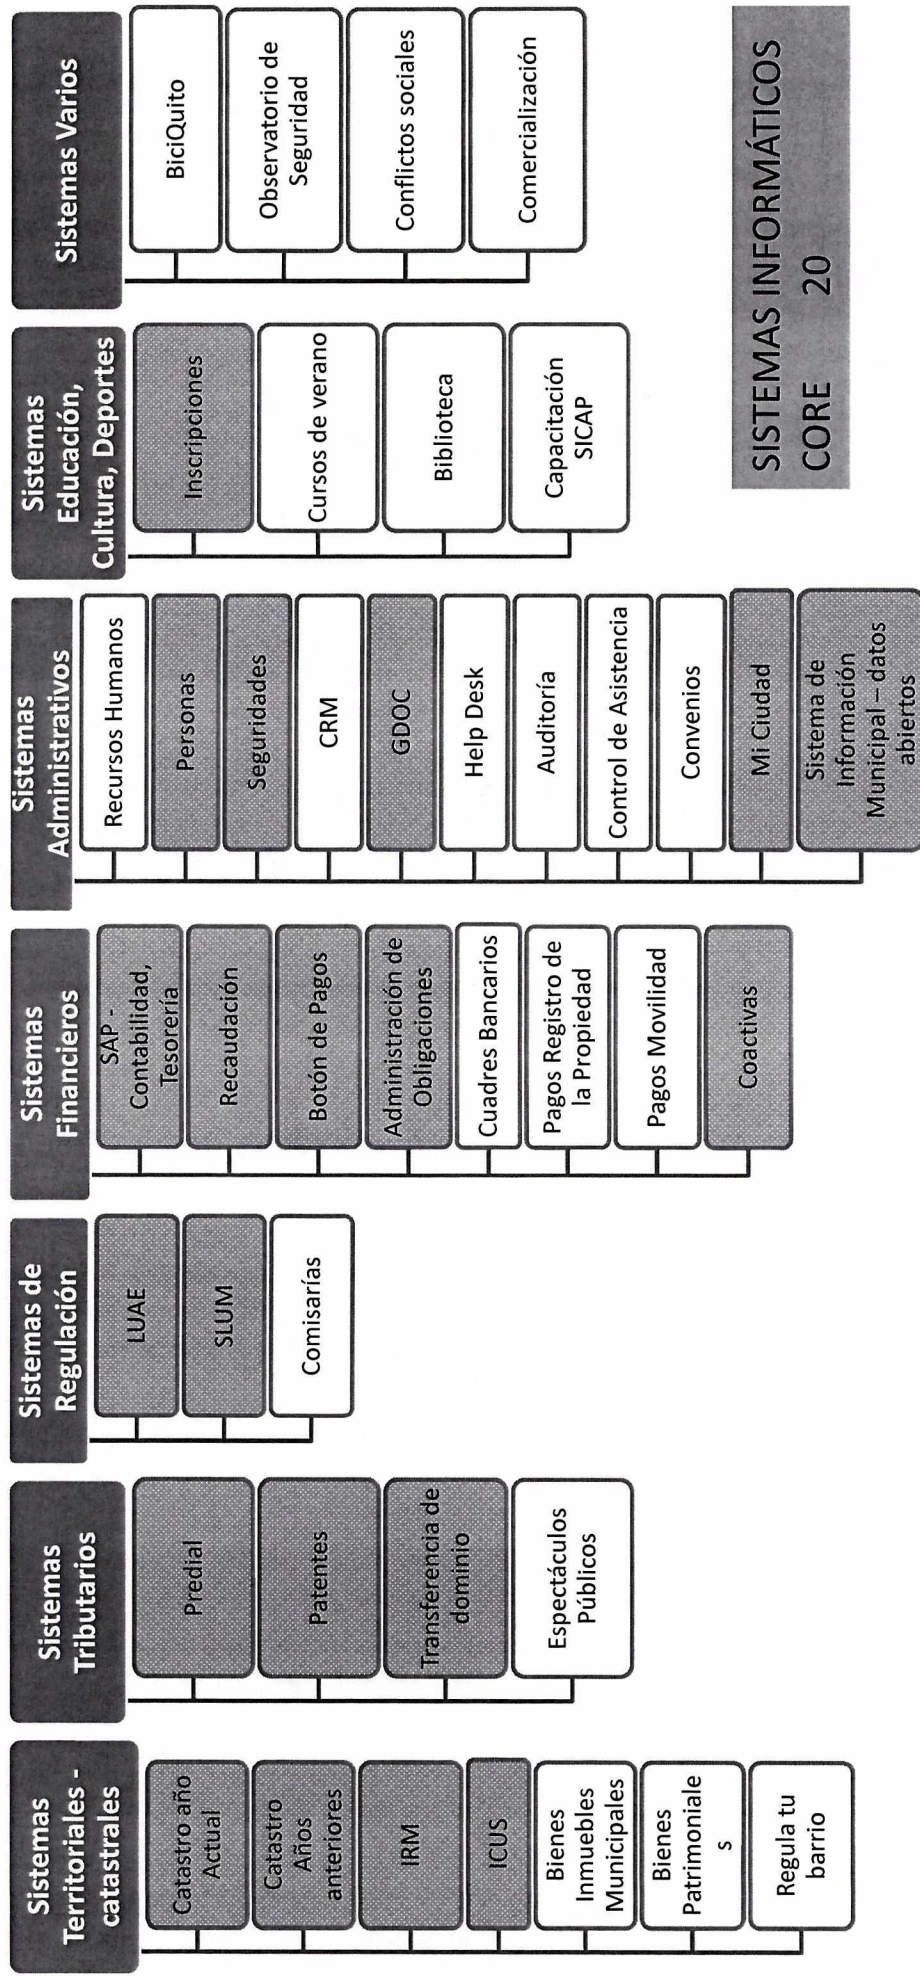 Sistemas
Territoriales -
catastrales
Catastro año
Actual
Catastro
Años
anteriores
IRM
ICUS
Bienes
Inmuebles
Municipales
Bienes
Patrimoniale
s
Regula tu
barrio
Sistemas
Tributarios
Predial
Patentes
Transferencia de
dominio
Espectáculos
Públicos
Sistemas de
Regulación
LUAE
SLUM
Comisarías
Sistemas
Financieros
SAP -
Contabilidad,
Tesorería
Recaudación
Botón de Pagos
Administración de
Obligaciones
Cuadres Bancarios
Pagos Registro de
la Propiedad
Pagos Movilidad
Coactivas
Sistemas
Administrativos
Recursos Humanos
Personas
Seguridades
CRM
GDOC
Help Desk
Auditoría
Control de Asistencia
Convenios
Mi Ciudad
Sistema de
Información
Municipal – datos
abiertos
Sistemas
Educación,
Cultura, Deportes
Inscripciones
Cursos de verano
Biblioteca
Capacitación
SICAP
Sistemas Varios
BiciQuito
Observatorio de
Seguridad
Conflictos sociales
Comercialización
SISTEMAS INFORMÁTICOS
CORE 20